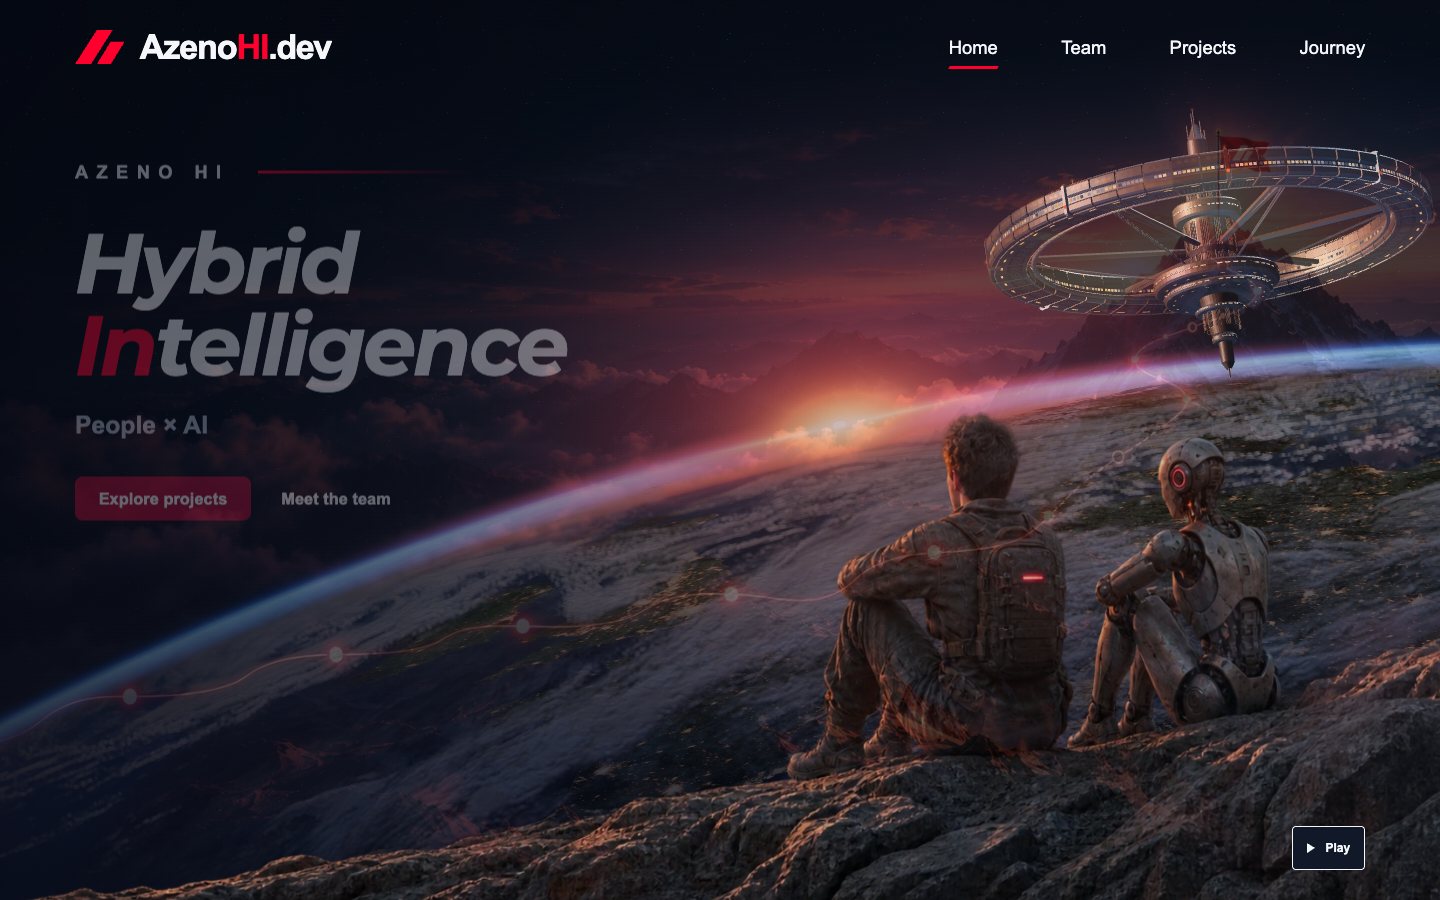 AzenoHI.dev
Home
Team
Projects
Journey
AZENO HI
Hybrid
Intelligence
People × AI
Explore projects
Meet the team
Play